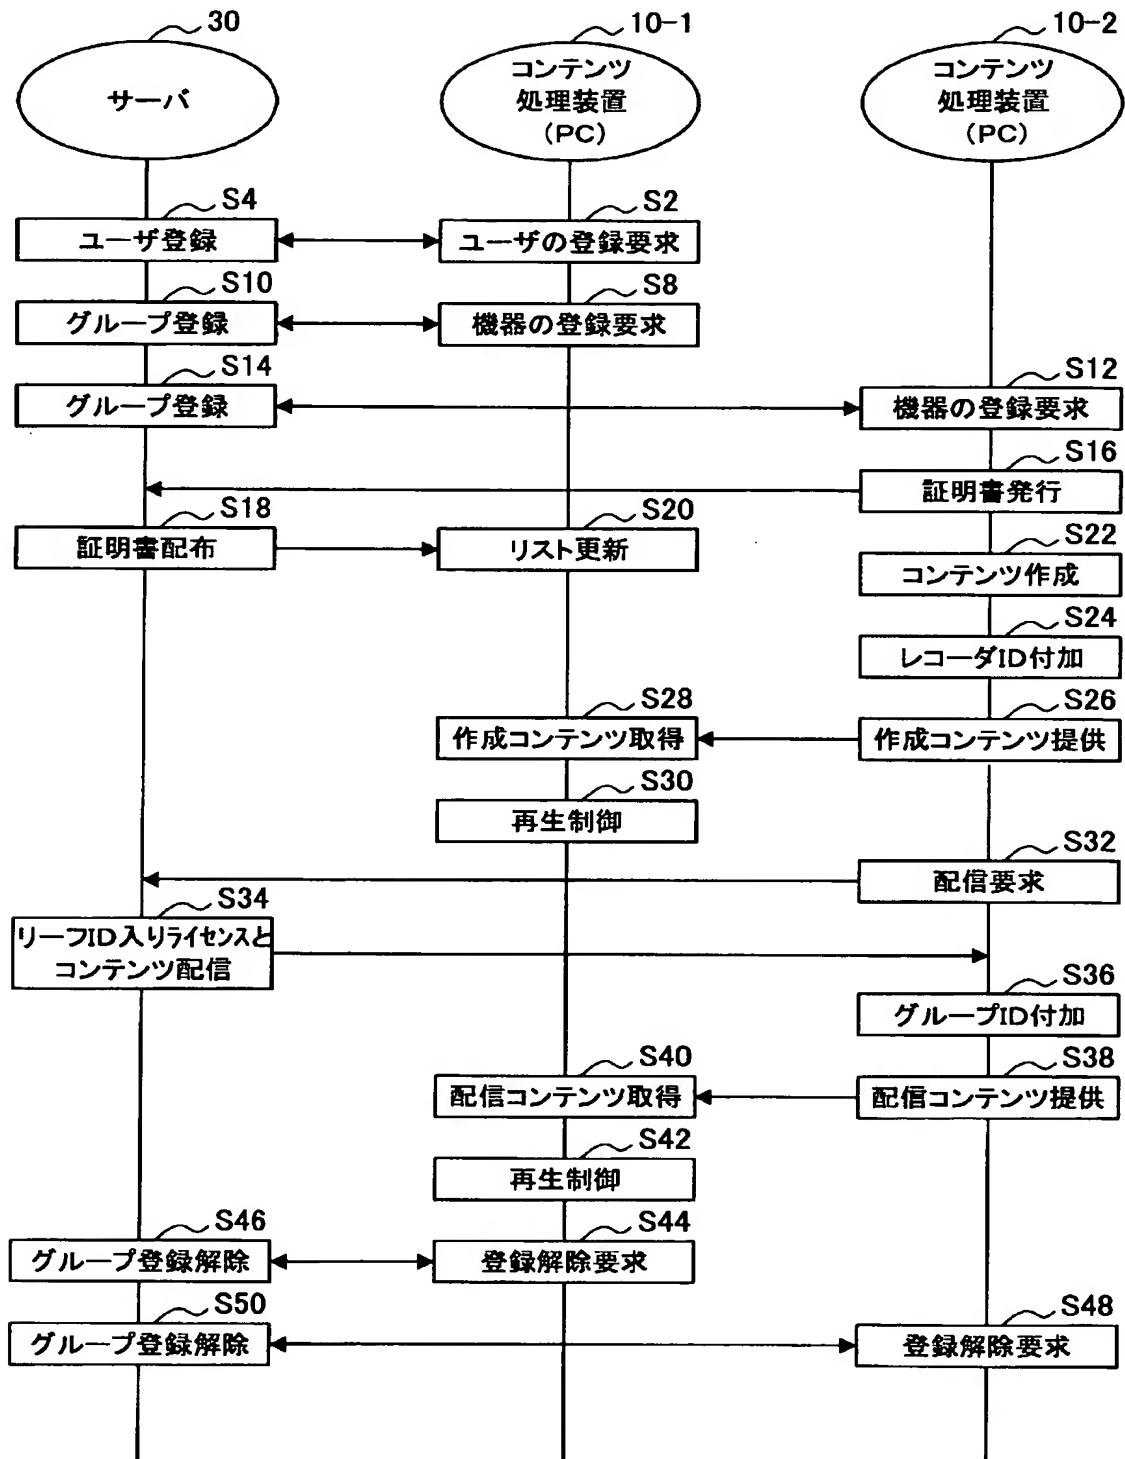 30
10-1
10-2
サーバ
コンテンツ
処理装置
(PC)
コンテンツ
処理装置
(PC)
S4
S2
ユーザ登録
ユーザの登録要求
S10
S8
グループ登録
機器の登録要求
S14
S12
グループ登録
機器の登録要求
S16
証明書発行
S18
S20
証明書配布
リスト更新
S22
コンテンツ作成
S24
レコーダID付加
S28
S26
作成コンテンツ取得
作成コンテンツ提供
S30
再生制御
S32
配信要求
S34
リーフID入りライセンスと
コンテンツ配信
S36
グループID付加
S40
S38
配信コンテンツ取得
配信コンテンツ提供
S42
再生制御
S46
S44
グループ登録解除
登録解除要求
S50
S48
グループ登録解除
登録解除要求